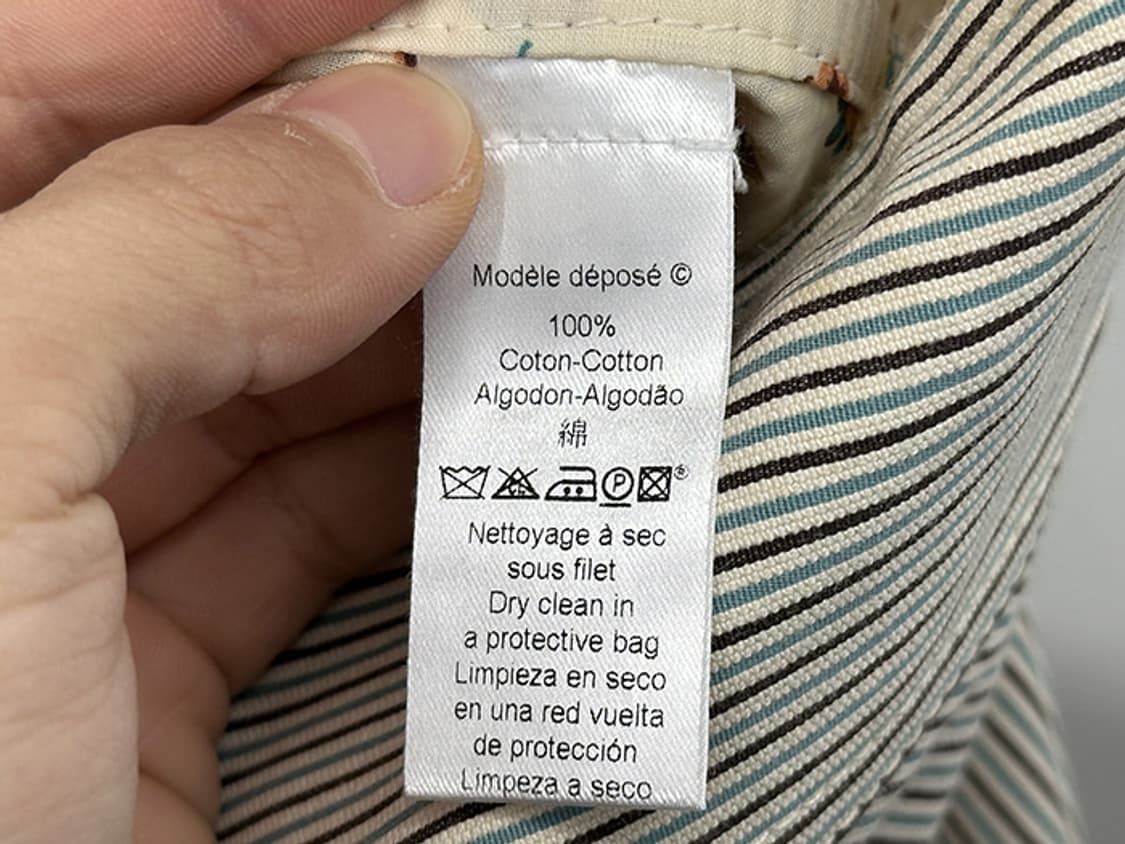 Modèle déposé ©
100%
Coton-Cotton
Algodon-Algodão
綿
Nettoyage à sec
sous filet
Dry clean in
a protective bag
Limpieza en seco
en una red vuelta
de protección
Limpeza a seco